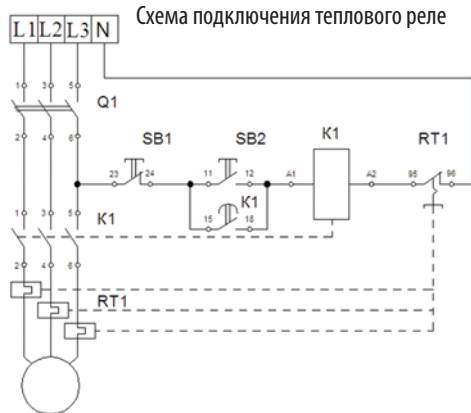 Схема подключения теплового реле
L1 L2 L3 N
1 3 5
Q1
2 4 6
SB1 SB2 K1 RT1
23 24 11 12 A1 A2 95 96
K1
15 18
1 3 5
K1
2 4 6
RT1